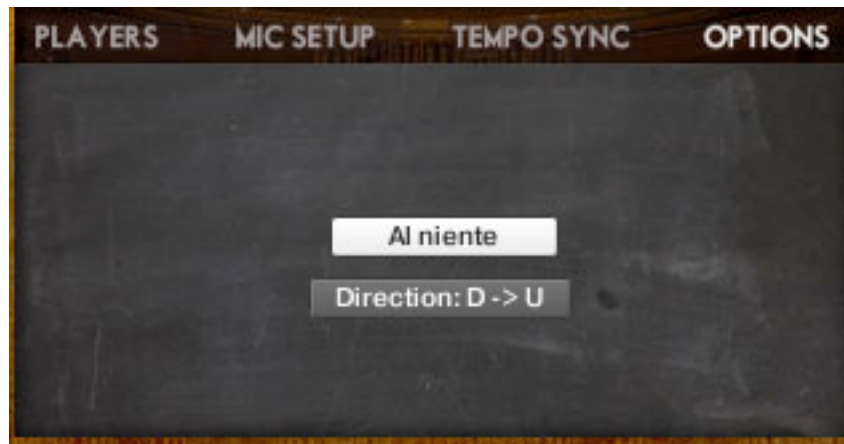 PLAYERS MIC SETUP TEMPO SYNC OPTIONS
Al niente
Direction: D -> U